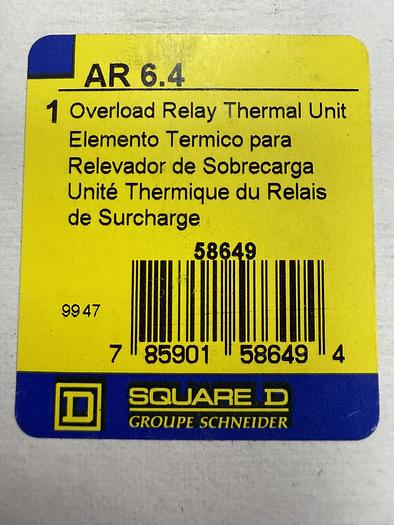 AR 6.4
1 Overload Relay Thermal Unit
Elemento Termico para
Relevador de Sobrecarga
Unité Thermique du Relais
de Surcharge
58649
9947
7 85901 58649 4
D SQUARE D
GROUPE SCHNEIDER